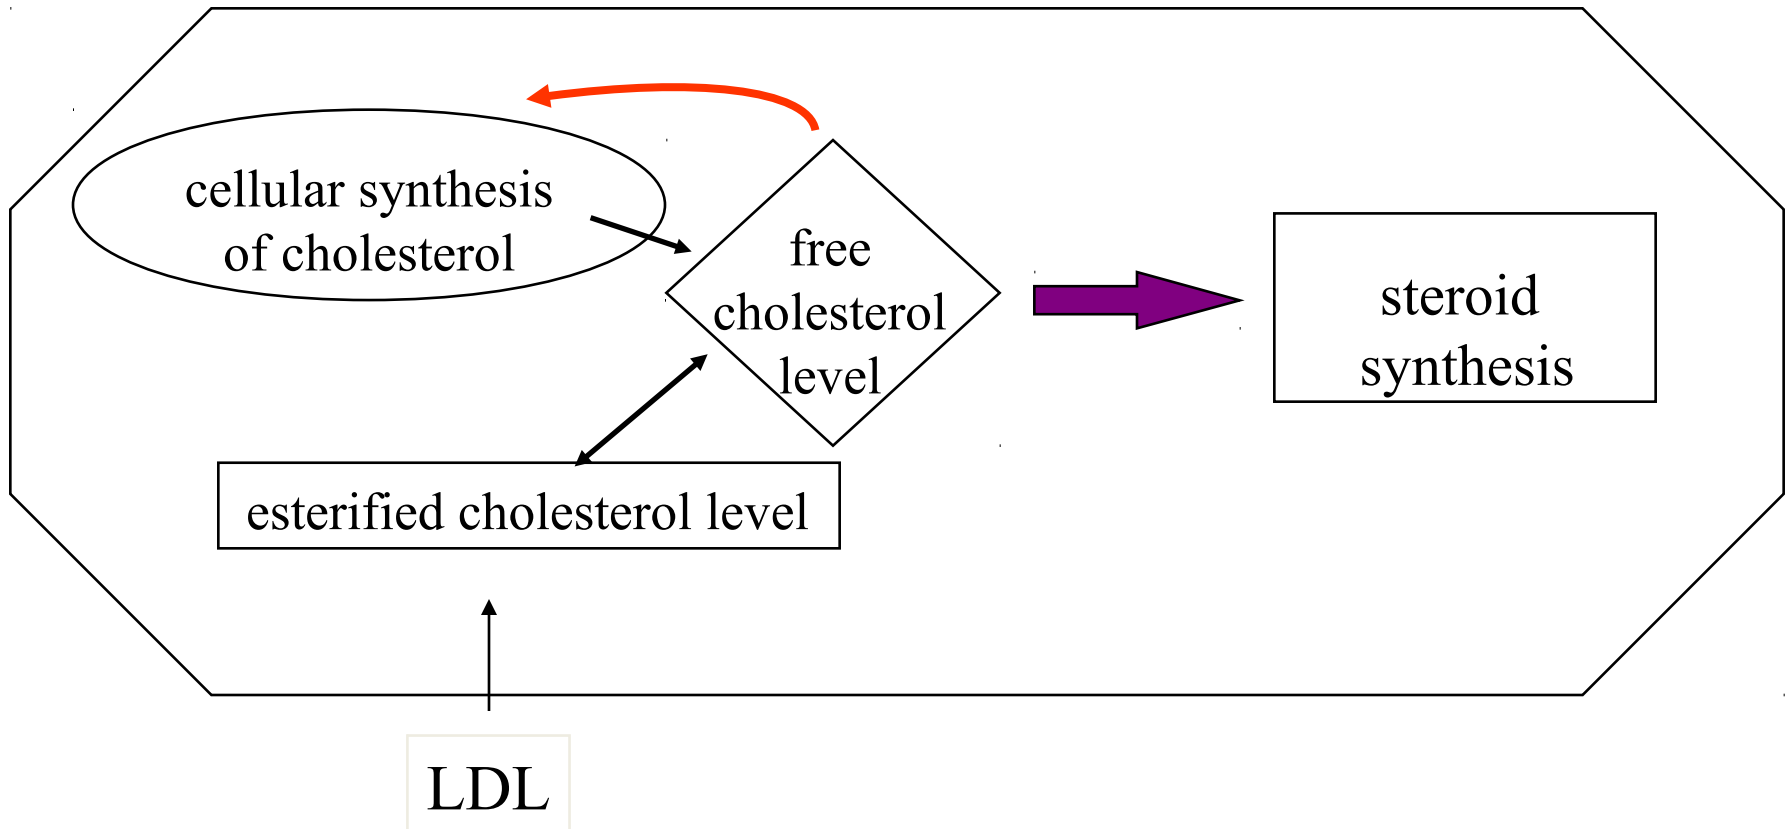 cellular synthesis
of cholesterol
free
cholesterol
level
steroid
synthesis
esterified cholesterol level
LDL